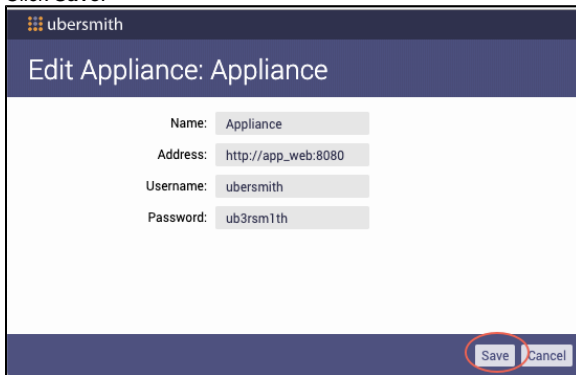 ubersmith
Edit Appliance: Appliance
Name: Appliance
Address: http://app_web:8080
Username: ubersmith
Password: ub3rsm1th
Save Cancel